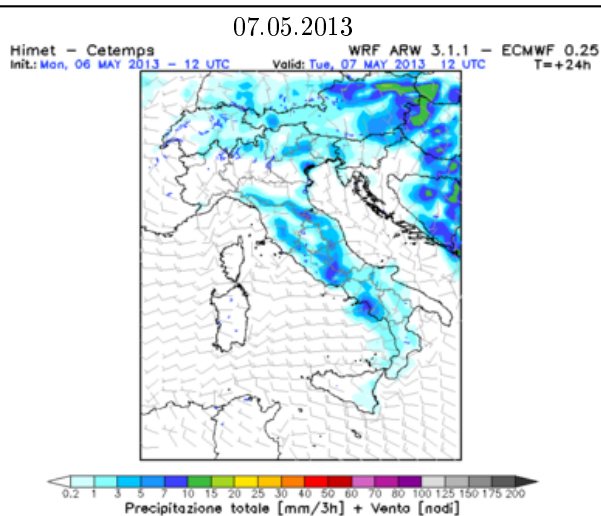 07.05.2013
Himet - Cetemps WRF ARW 3.1.1 - ECMWF 0.25
Init.: Mon, 06 MAY 2013 - 12 UTC Valid: Tue, 07 MAY 2013 12 UTC T=+24h
0.2 1 3 5 7 10 15 20 25 30 40 50 60 70 80 100 125 150 175 200
Precipitazione totale [mm/3h] + Vento [nodi]